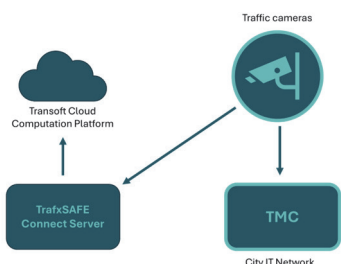 Traffic cameras
Transoft Cloud
Computation Platform
TrafxSAFE
Connect Server
TMC
City IT Network